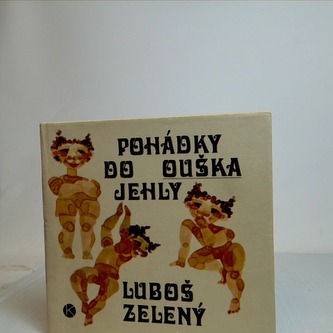 POHÁDKY
DO OUŠKA
JEHLY
LUBOŠ
ZELENÝ
K